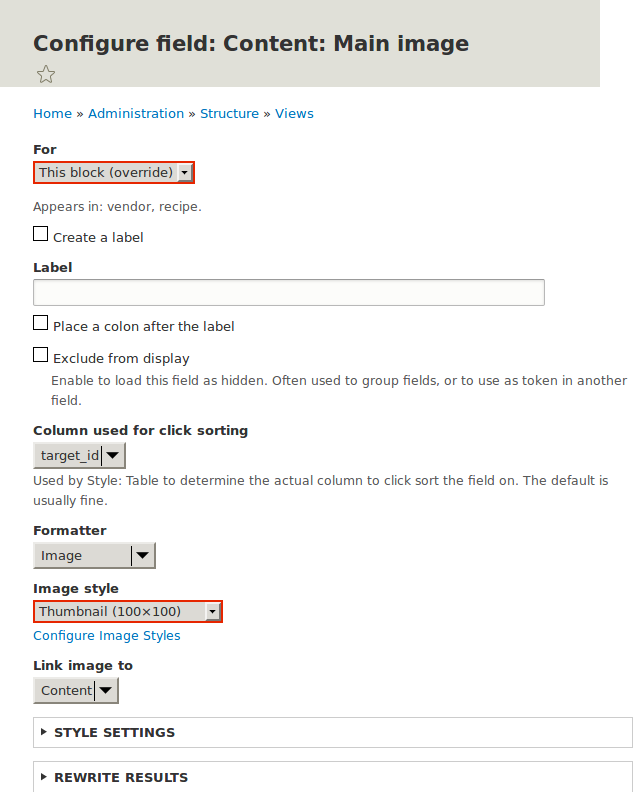 Configure field: Content: Main image
Home » Administration » Structure » Views
For
This block (override)
Appears in: vendor, recipe.
Create a label
Label
Place a colon after the label
Exclude from display
Enable to load this field as hidden. Often used to group fields, or to use as token in another
field.
Column used for click sorting
target_id
Used by Style: Table to determine the actual column to click sort the field on. The default is
usually fine.
Formatter
Image
Image style
Thumbnail (100×100)
Configure Image Styles
Link image to
Content
STYLE SETTINGS
REWRITE RESULTS